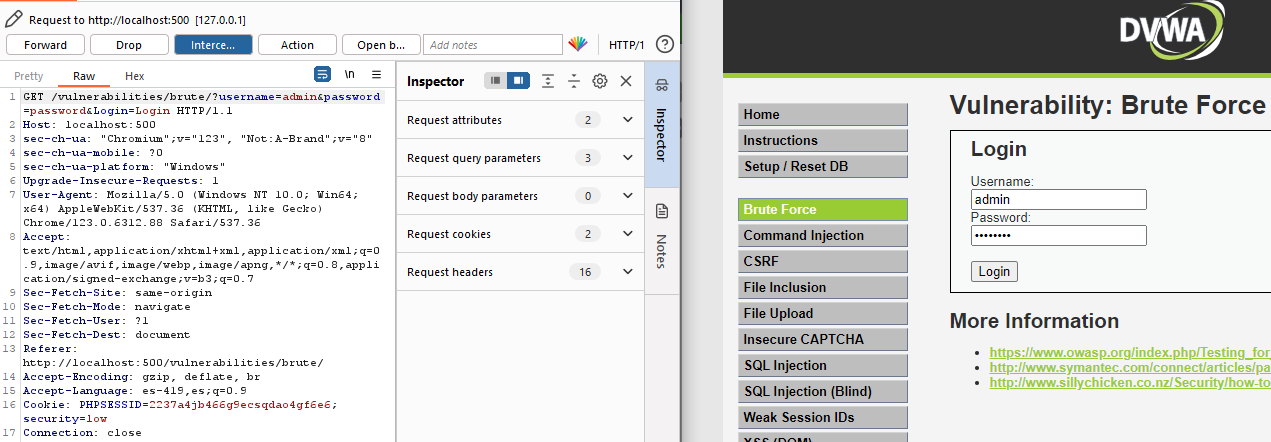 Request to http://localhost:500 [127.0.0.1]
Forward Drop Interce... Action Open b... Add notes HTTP/1
Pretty Raw Hex \n
1 GET /vulnerabilities/brute/?username=admin&password
=password&Login=Login HTTP/1.1
2 Host: localhost:500
3 sec-ch-ua: "Chromium";v="123", "Not:A-Brand";v="8"
4 sec-ch-ua-mobile: ?0
5 sec-ch-ua-platform: "Windows"
6 Upgrade-Insecure-Requests: 1
7 User-Agent: Mozilla/5.0 (Windows NT 10.0; Win64;
x64) AppleWebKit/537.36 (KHTML, like Gecko)
Chrome/123.0.6312.88 Safari/537.36
8 Accept:
text/html,application/xhtml+xml,application/xml;q=0
.9,image/avif,image/webp,image/apng,*/*;q=0.8,appli
cation/signed-exchange;v=b3;q=0.7
9 Sec-Fetch-Site: same-origin
10 Sec-Fetch-Mode: navigate
11 Sec-Fetch-User: ?1
12 Sec-Fetch-Dest: document
13 Referer:
http://localhost:500/vulnerabilities/brute/
14 Accept-Encoding: gzip, deflate, br
15 Accept-Language: es-419,es;q=0.9
16 Cookie: PHPSESSID=2237a4jb466g9ecsqdao4gf6e6;
security=low
17 Connection: close
Inspector
Request attributes 2
Request query parameters 3
Request body parameters 0
Request cookies 2
Request headers 16
Inspector
Notes
DVWA
Home
Instructions
Setup / Reset DB
Brute Force
Command Injection
CSRF
File Inclusion
File Upload
Insecure CAPTCHA
SQL Injection
SQL Injection (Blind)
Weak Session IDs
XSS (DOM)
Vulnerability: Brute Force
Login
Username:
admin
Password:
••••••••
Login
More Information
https://www.owasp.org/index.php/Testing_for
http://www.symantec.com/connect/articles/pa
http://www.sillychicken.co.nz/Security/how-to